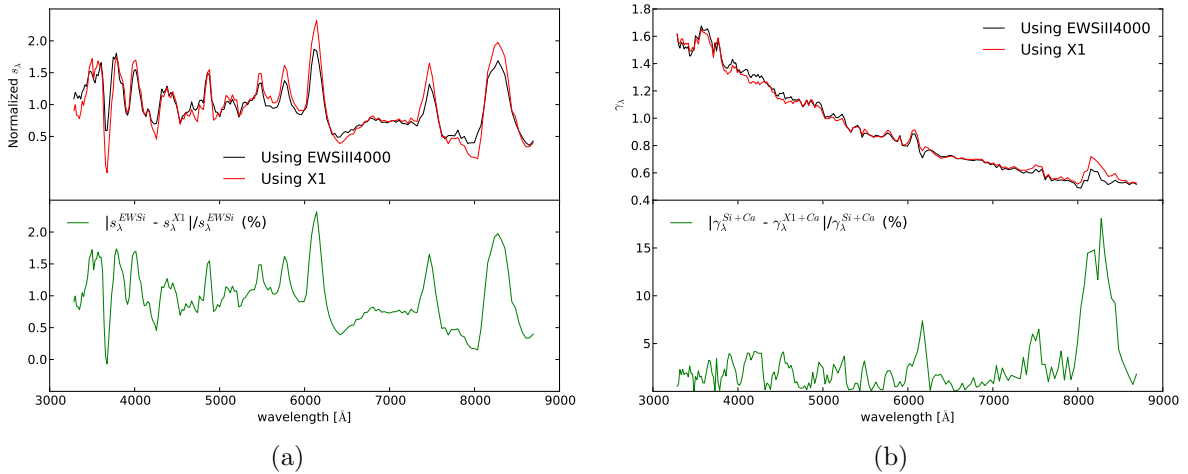 2.0
1.5
1.0
0.5
Normalized s_λ
Using EWSiII4000
Using X1
2.0
1.5
1.0
0.5
0.0
|s_λ^{EWSi} - s_λ^{X1}|/s_λ^{EWSi} (%)
3000 4000 5000 6000 7000 8000 9000
wavelength [Å]
(a)
1.8
1.6
1.4
1.2
1.0
0.8
0.6
0.4
γ_λ
Using EWSiII4000
Using X1
15
10
5
|γ_λ^{Si+Ca} - γ_λ^{X1+Ca}|/γ_λ^{Si+Ca} (%)
3000 4000 5000 6000 7000 8000 9000
wavelength [Å]
(b)